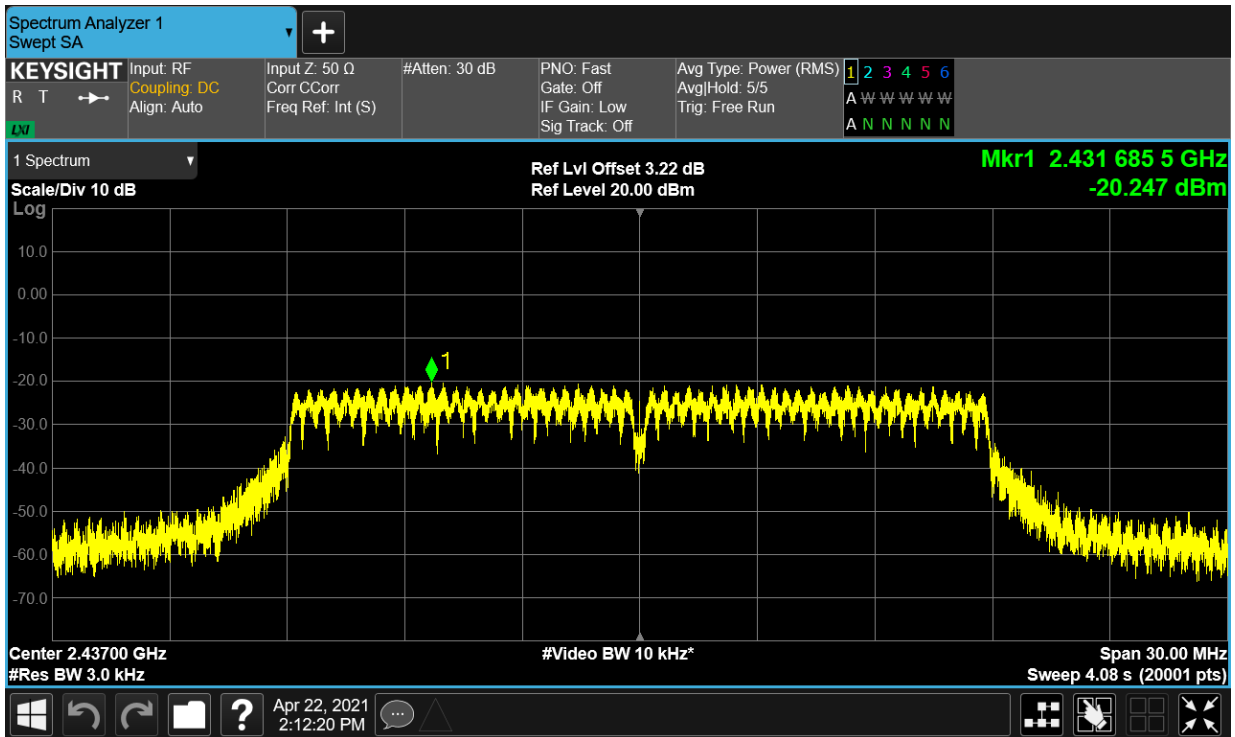 Spectrum Analyzer 1
Swept SA
KEYSIGHT
R T
LXI
Input: RF
Coupling: DC
Align: Auto
Input Z: 50 Ω
Corr CCorr
Freq Ref: Int (S)
#Atten: 30 dB
PNO: Fast
Gate: Off
IF Gain: Low
Sig Track: Off
Avg Type: Power (RMS)
Avg|Hold: 5/5
Trig: Free Run
1 2 3 4 5 6
A W W W W W
A N N N N N
1 Spectrum
Scale/Div 10 dB
Log
Ref Lvl Offset 3.22 dB
Ref Level 20.00 dBm
Mkr1 2.431 685 5 GHz
-20.247 dBm
10.0
0.00
-10.0
-20.0
-30.0
-40.0
-50.0
-60.0
-70.0
1
Center 2.43700 GHz
#Res BW 3.0 kHz
#Video BW 10 kHz*
Span 30.00 MHz
Sweep 4.08 s (20001 pts)
?
Apr 22, 2021
2:12:20 PM